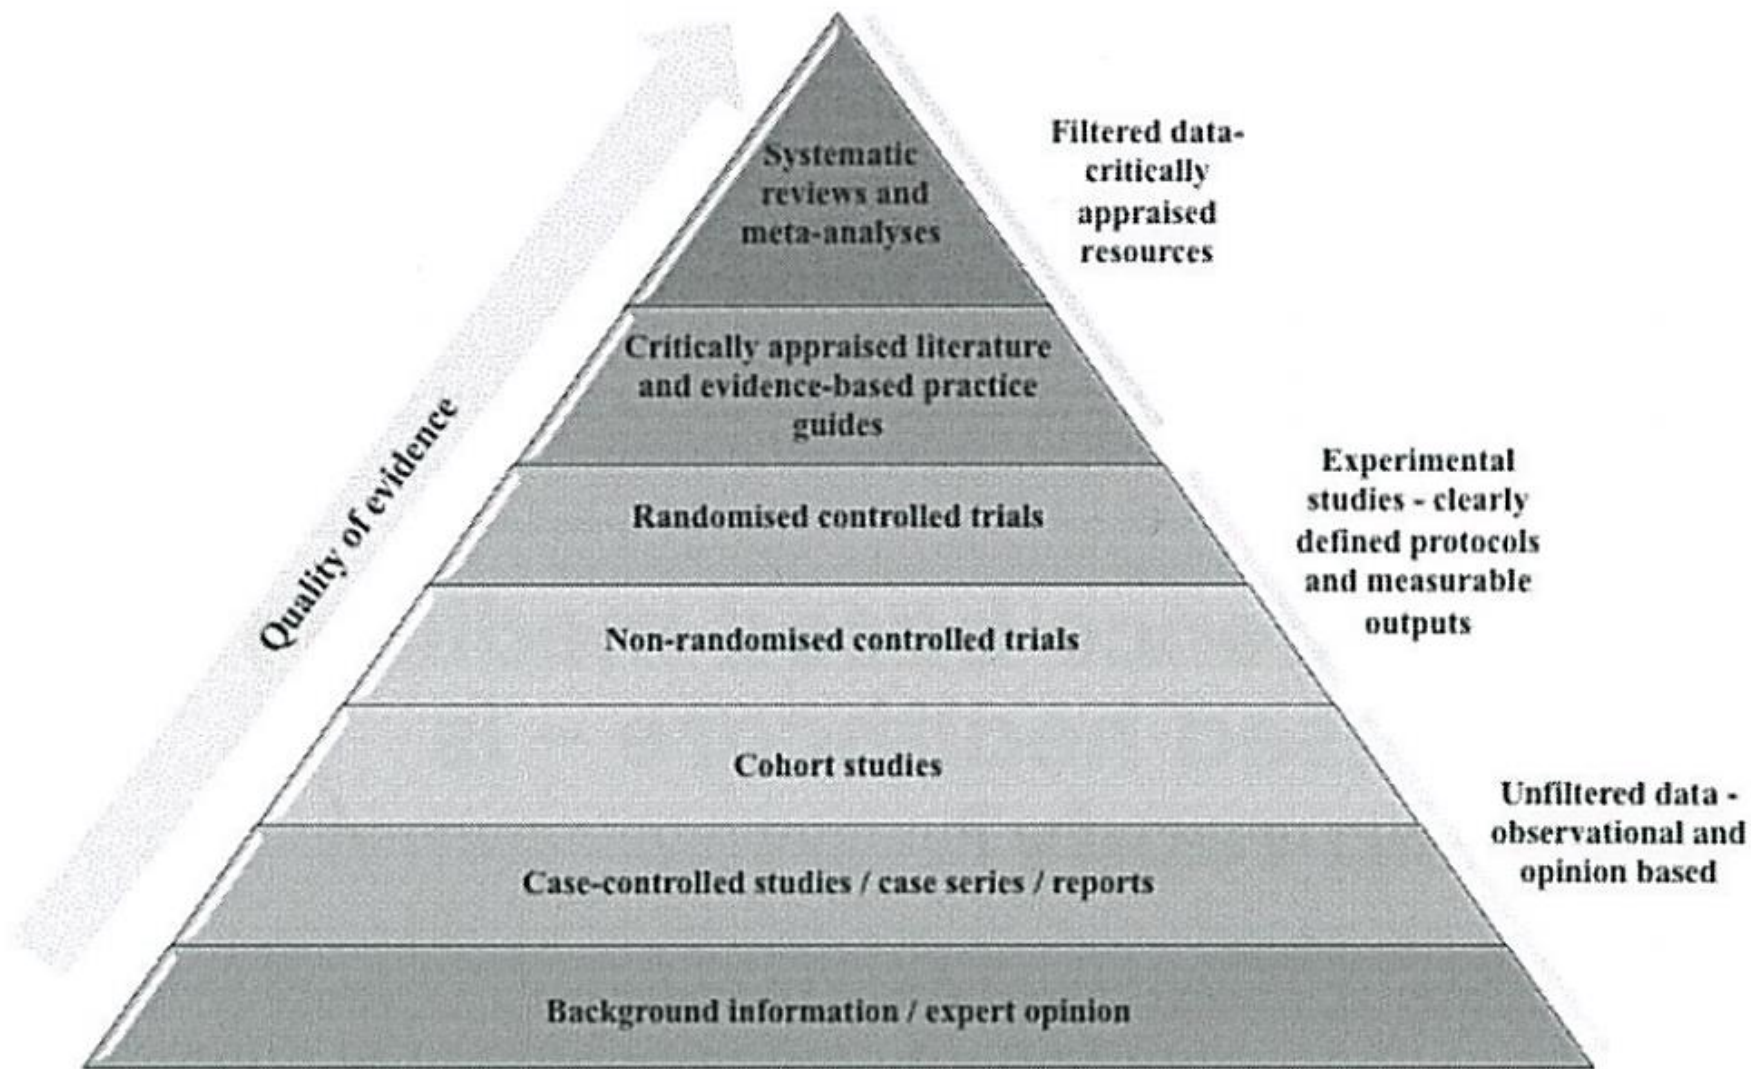 Systematic
reviews and
meta-analyses
Filtered data-
critically
appraised
resources
Critically appraised literature
and evidence-based practice
guides
Quality of evidence
Randomised controlled trials
Experimental
studies - clearly
defined protocols
and measurable
outputs
Non-randomised controlled trials
Cohort studies
Unfiltered data -
observational and
opinion based
Case-controlled studies / case series / reports
Background information / expert opinion